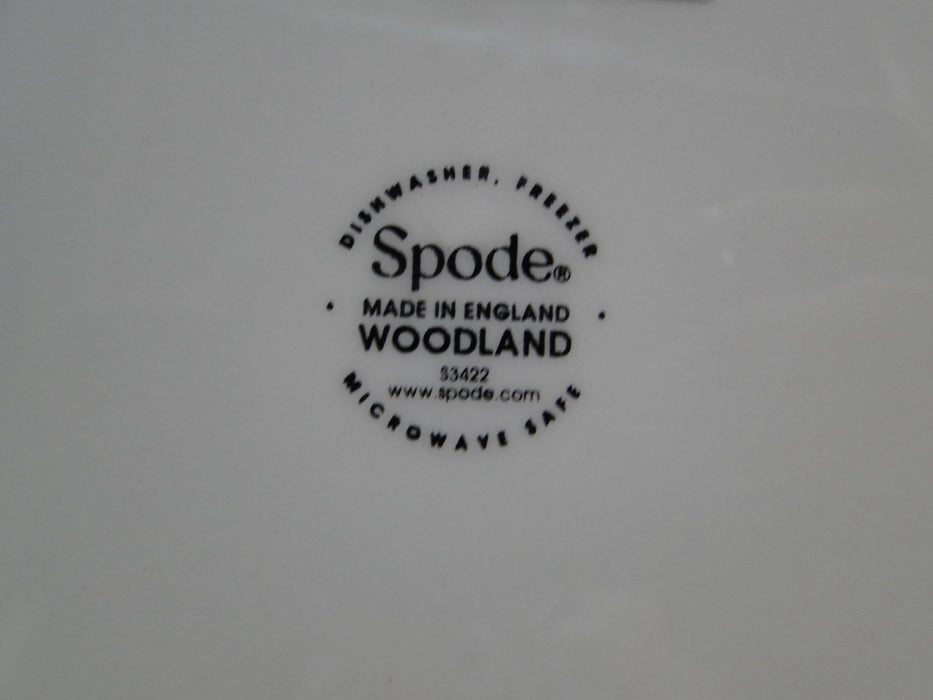 DISHWASHER, FREEZER
Spode®
• MADE IN ENGLAND •
WOODLAND
S3422
www.spode.com
MICROWAVE SAFE